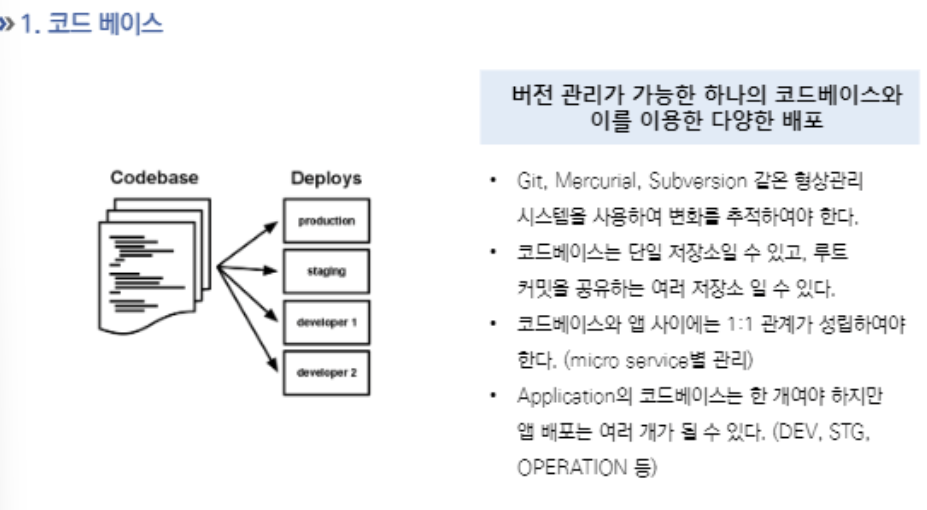 » 1. 코드 베이스
버전 관리가 가능한 하나의 코드베이스와
이를 이용한 다양한 배포
Codebase
Deploys
production
staging
developer 1
developer 2
• Git, Mercurial, Subversion 같은 형상관리
시스템을 사용하여 변화를 추적하여야 한다.
• 코드베이스는 단일 저장소일 수 있고, 루트
커밋을 공유하는 여러 저장소 일 수 있다.
• 코드베이스와 앱 사이에는 1:1 관계가 성립하여야
한다. (micro service별 관리)
• Application의 코드베이스는 한 개여야 하지만
앱 배포는 여러 개가 될 수 있다. (DEV, STG,
OPERATION 등)